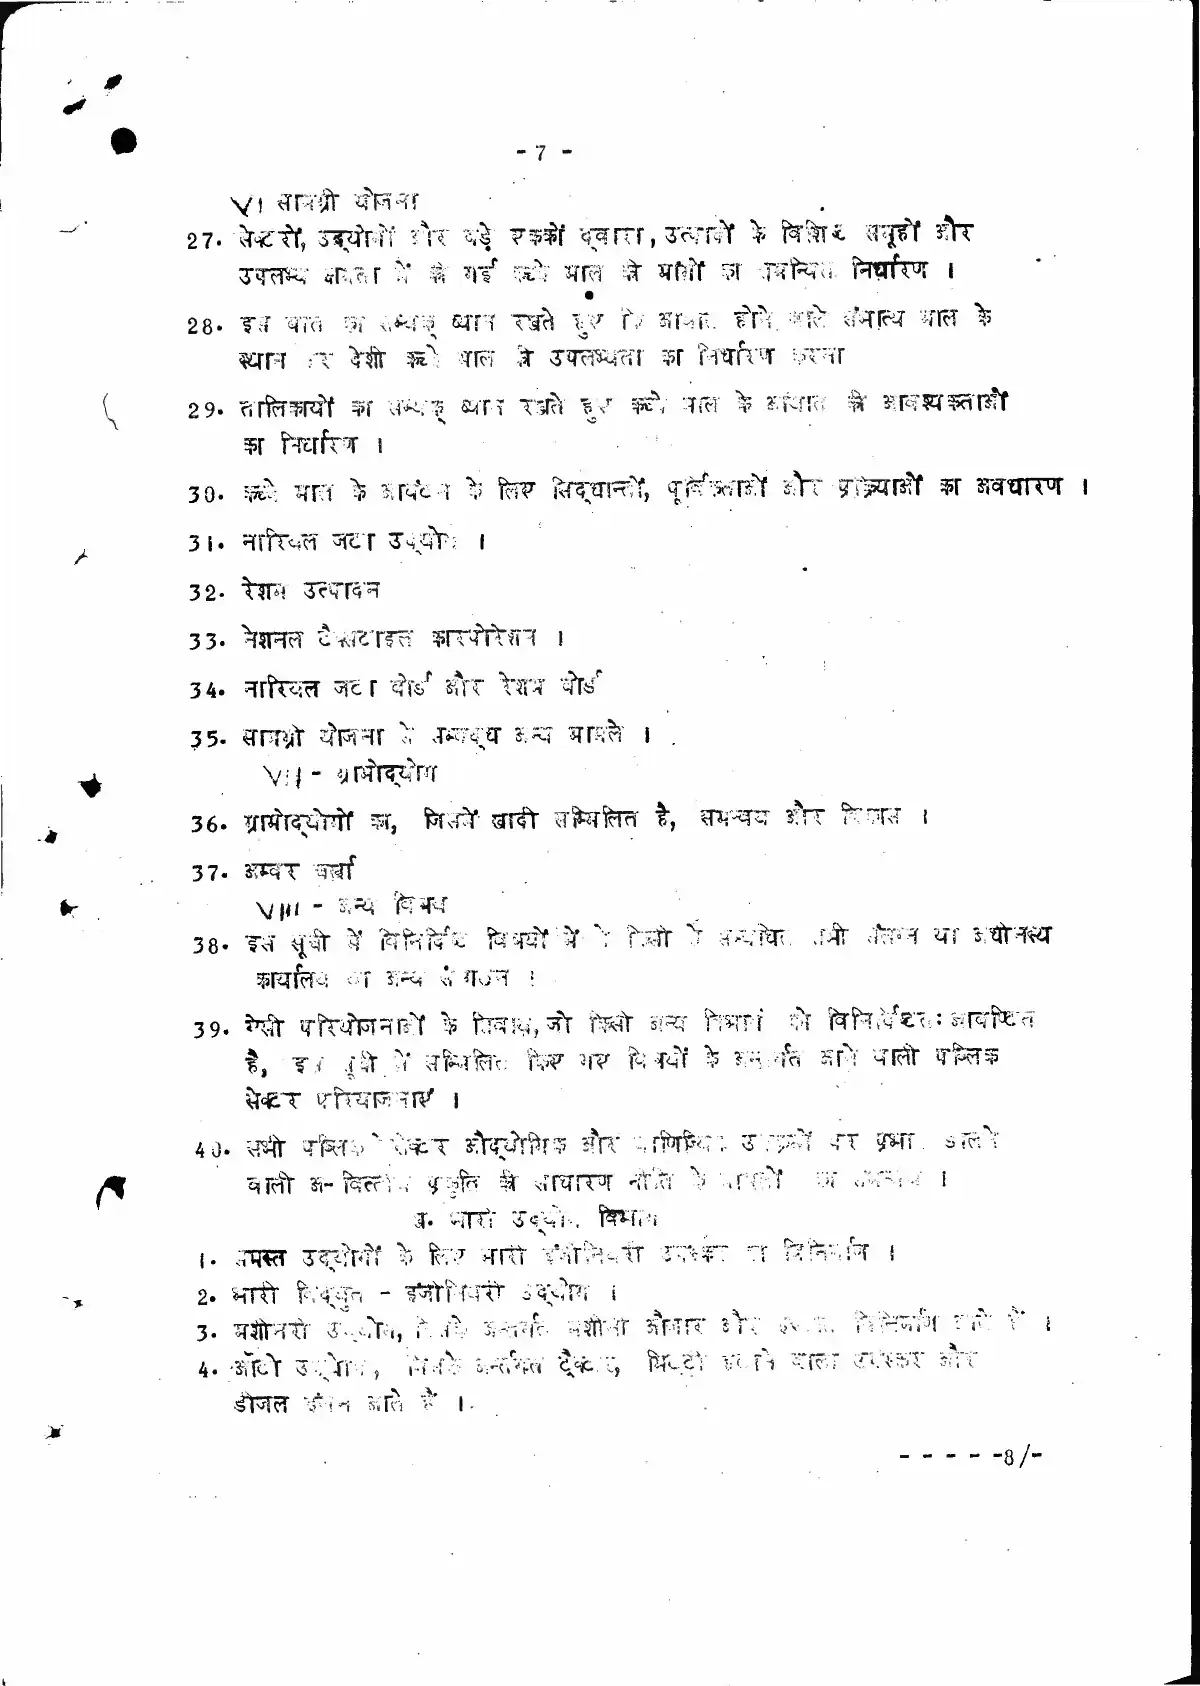 - 7 -
VI सामग्री योजना
27. सेक्टरों, उद्योगों और बड़े एककों द्वारा, उत्पादों के विशिष्ट समूहों और
उपलभ्य क्षमता में की गई कच्चे माल की मांगों का समन्वित निर्धारण ।
28. इस बात का सम्यक् ध्यान रखते हुए कि आयात होने वाले संभाव्य माल के
स्थान पर देशी कच्चे माल की उपलभ्यता का निर्धारण करना
29. तालिकायों का सम्यक् ध्यान रखते हुए कच्चे माल के आयात की आवश्यकताओं
का निर्धारण ।
30. कच्चे माल के आवंटन के लिए सिद्धान्तों, पूर्विकताओं और प्रक्रियाओं का अवधारण ।
31. नारियल जटा उद्योग ।
32. रेशम उत्पादन
33. नेशनल टैक्सटाइल कारपोरेशन ।
34. नारियल जटा बोर्ड और रेशम बोर्ड
35. सामग्री योजना से सम्बद्ध अन्य मामले ।
VII - ग्रामोद्योग
36. ग्रामोद्योगों का, जिसमें खादी सम्मिलित है, समन्वय और विकास ।
37. अम्बर चर्खा
VIII - अन्य विषय
38. इस सूची में विनिर्दिष्ट विषयों में से किसी से सम्बंधित सभी संलग्न या अधीनस्थ
कार्यालय या अन्य संगठन ।
39. ऐसी परियोजनाओं के सिवाय, जो किसी अन्य विभाग को विनिर्दिष्टतः आवंटित
है, इस सूची में सम्मिलित किए गए विषयों के अन्तर्गत आने वाली पब्लिक
सेक्टर परियोजनाएं ।
40. सभी पब्लिक सेक्टर औद्योगिक और वाणिज्यिक उपक्रमों पर प्रभाव डालने
वाली अ-वित्तीय प्रकृति की साधारण नीति के मामलों का समन्वय ।
ब. भारी उद्योग विभाग
1. समस्त उद्योगों के लिए भारी इंजीनियरी उपस्कर का विनिर्माण ।
2. भारी विद्युत - इंजीनियरी उद्योग ।
3. मशीनरी उद्योग, जिसके अन्तर्गत मशीनी औजार और इस्पात विनिर्माण आते हैं ।
4. ऑटो उद्योग, जिसके अन्तर्गत ट्रैक्टर, मिट्टी हटाने वाला उपस्कर और
डीजल इंजन आते हैं ।
- - - - -8/-